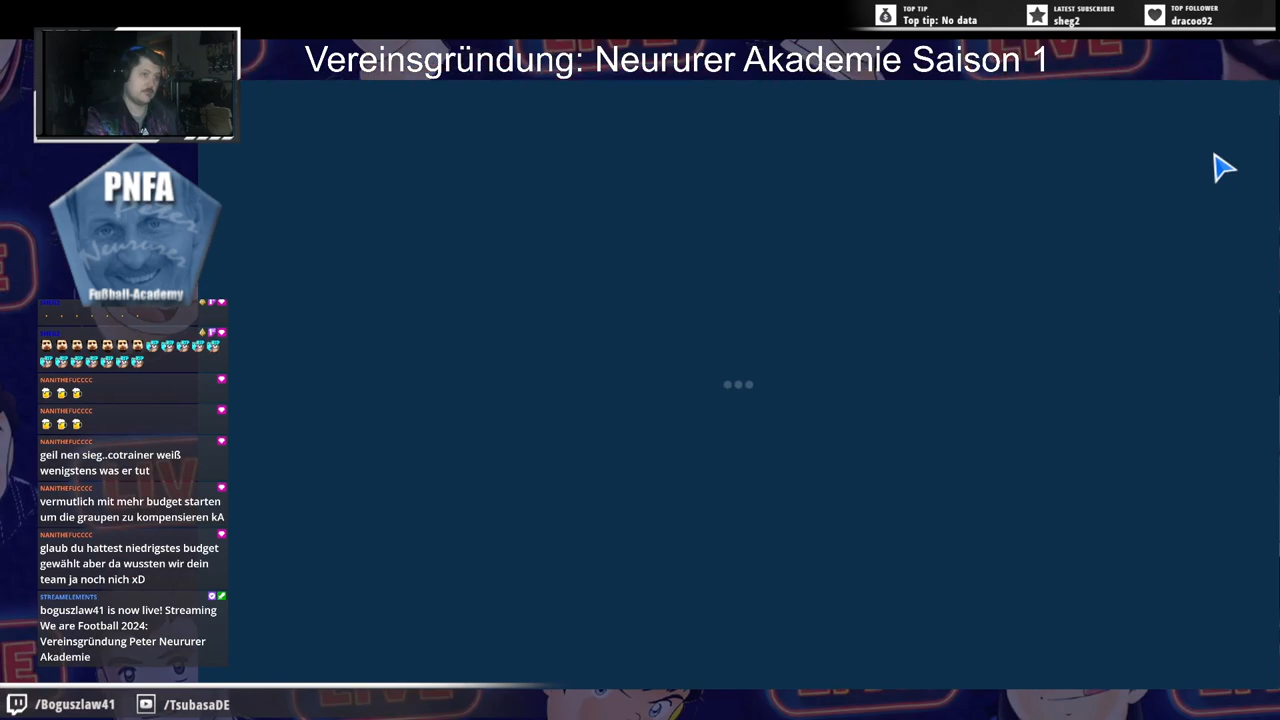 TOP TIP
Top tip: No data
LATEST SUBSCRIBER
sheg2
TOP FOLLOWER
dracoo92
Vereinsgründung: Neururer Akademie Saison 1
PNFA
Peter
Neururer
Fußball-Academy
NANITHEFUCCCC
NANITHEFUCCCC
NANITHEFUCCCC
geil nen sieg..cotrainer weiß
wenigstens was er tut
NANITHEFUCCCC
vermutlich mit mehr budget starten
um die graupen zu kompensieren kA
NANITHEFUCCCC
glaub du hattest niedrigstes budget
gewählt aber da wussten wir dein
team ja noch nich xD
STREAMELEMENTS
boguszlaw41 is now live! Streaming
We are Football 2024:
Vereinsgründung Peter Neururer
Akademie
/Boguszlaw41
/TsubasaDE